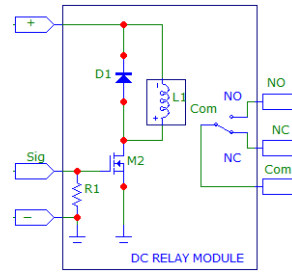 +
D1
-
L1
+
Com
NO
NO
NC
NC
Com
Sig
M2
R1
−
DC RELAY MODULE